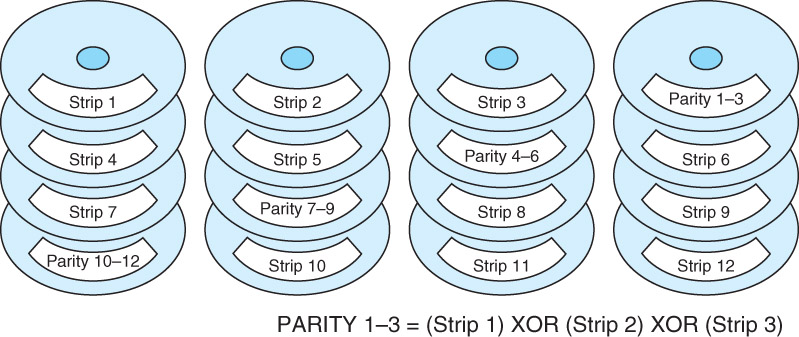 Strip 1
Strip 2
Strip 3
Parity 1–3
Strip 4
Strip 5
Parity 4–6
Strip 6
Strip 7
Parity 7–9
Strip 8
Strip 9
Parity 10–12
Strip 10
Strip 11
Strip 12
PARITY 1–3 = (Strip 1) XOR (Strip 2) XOR (Strip 3)